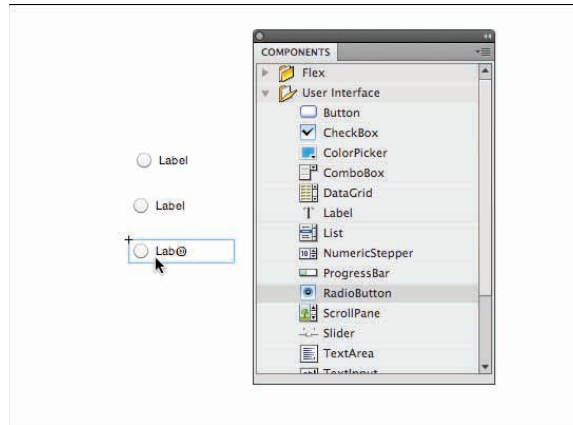 COMPONENTS
Flex
User Interface
Button
CheckBox
ColorPicker
ComboBox
DataGrid
Label
List
NumericStepper
ProgressBar
RadioButton
ScrollPane
Slider
TextArea
TextInput
Label
Label